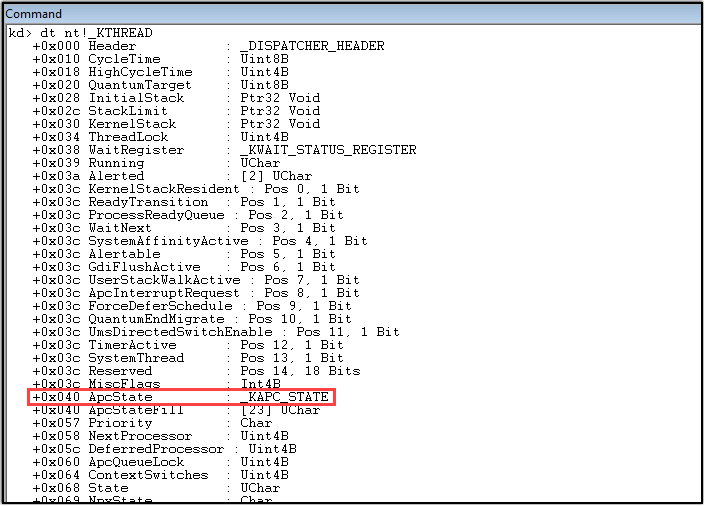 Command
kd> dt nt!_KTHREAD
+0x000 Header : _DISPATCHER_HEADER
+0x010 CycleTime : Uint8B
+0x018 HighCycleTime : Uint4B
+0x020 QuantumTarget : Uint8B
+0x028 InitialStack : Ptr32 Void
+0x02c StackLimit : Ptr32 Void
+0x030 KernelStack : Ptr32 Void
+0x034 ThreadLock : Uint4B
+0x038 WaitRegister : _KWAIT_STATUS_REGISTER
+0x039 Running : UChar
+0x03a Alerted : [2] UChar
+0x03c KernelStackResident : Pos 0, 1 Bit
+0x03c ReadyTransition : Pos 1, 1 Bit
+0x03c ProcessReadyQueue : Pos 2, 1 Bit
+0x03c WaitNext : Pos 3, 1 Bit
+0x03c SystemAffinityActive : Pos 4, 1 Bit
+0x03c Alertable : Pos 5, 1 Bit
+0x03c GdiFlushActive : Pos 6, 1 Bit
+0x03c UserStackWalkActive : Pos 7, 1 Bit
+0x03c ApcInterruptRequest : Pos 8, 1 Bit
+0x03c ForceDeferSchedule : Pos 9, 1 Bit
+0x03c QuantumEndMigrate : Pos 10, 1 Bit
+0x03c UmsDirectedSwitchEnable : Pos 11, 1 Bit
+0x03c TimerActive : Pos 12, 1 Bit
+0x03c SystemThread : Pos 13, 1 Bit
+0x03c Reserved : Pos 14, 18 Bits
+0x03c MiscFlags : Int4B
+0x040 ApcState : _KAPC_STATE
+0x040 ApcStateFill : [23] UChar
+0x057 Priority : Char
+0x058 NextProcessor : Uint4B
+0x05c DeferredProcessor : Uint4B
+0x060 ApcQueueLock : Uint4B
+0x064 ContextSwitches : Uint4B
+0x068 State : UChar
+0x069 NpxState : Char